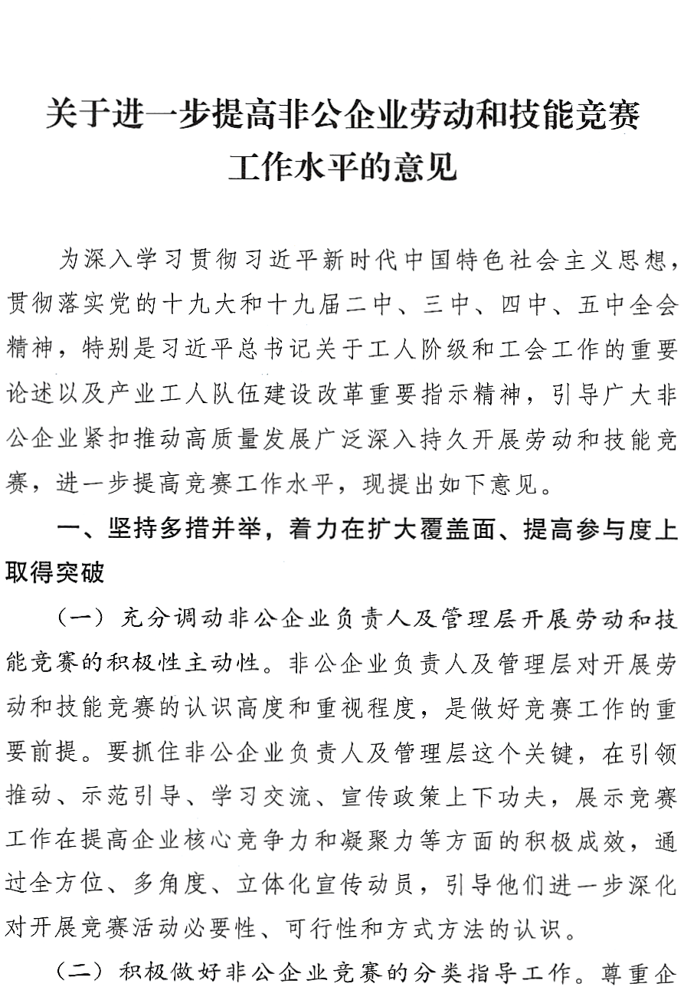 关于进一步提高非公企业劳动和技能竞赛
工作水平的意见
为深入学习贯彻习近平新时代中国特色社会主义思想，
贯彻落实党的十九大和十九届二中、三中、四中、五中全会
精神，特别是习近平总书记关于工人阶级和工会工作的重要
论述以及产业工人队伍建设改革重要指示精神，引导广大非
公企业紧扣推动高质量发展广泛深入持久开展劳动和技能竞
赛，进一步提高竞赛工作水平，现提出如下意见。
一、坚持多措并举，着力在扩大覆盖面、提高参与度上
取得突破
（一）充分调动非公企业负责人及管理层开展劳动和技
能竞赛的积极性主动性。非公企业负责人及管理层对开展劳
动和技能竞赛的认识高度和重视程度，是做好竞赛工作的重
要前提。要抓住非公企业负责人及管理层这个关键，在引领
推动、示范引导、学习交流、宣传政策上下功夫，展示竞赛
工作在提高企业核心竞争力和凝聚力等方面的积极成效，通
过全方位、多角度、立体化宣传动员，引导他们进一步深化
对开展竞赛活动必要性、可行性和方式方法的认识。
（二）积极做好非公企业竞赛的分类指导工作。尊重企